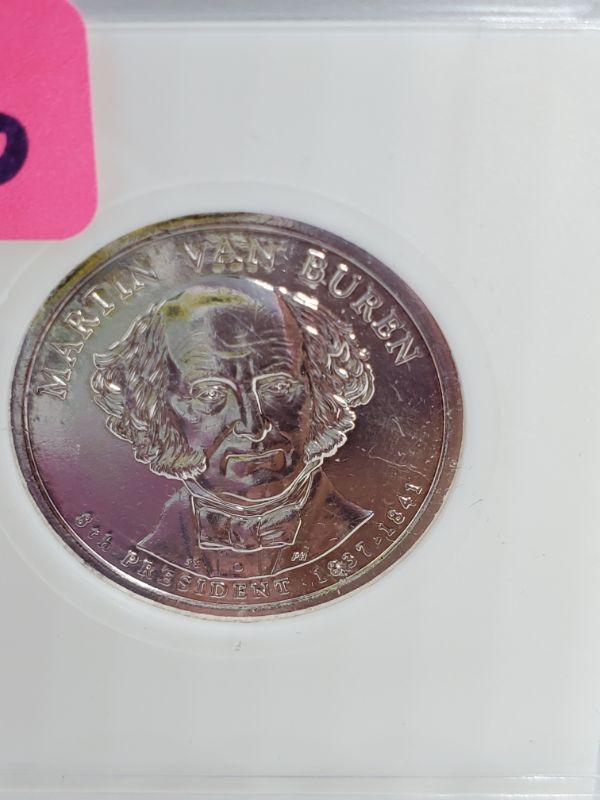 MARTIN VAN BUREN
8th PRESIDENT 1837-1841